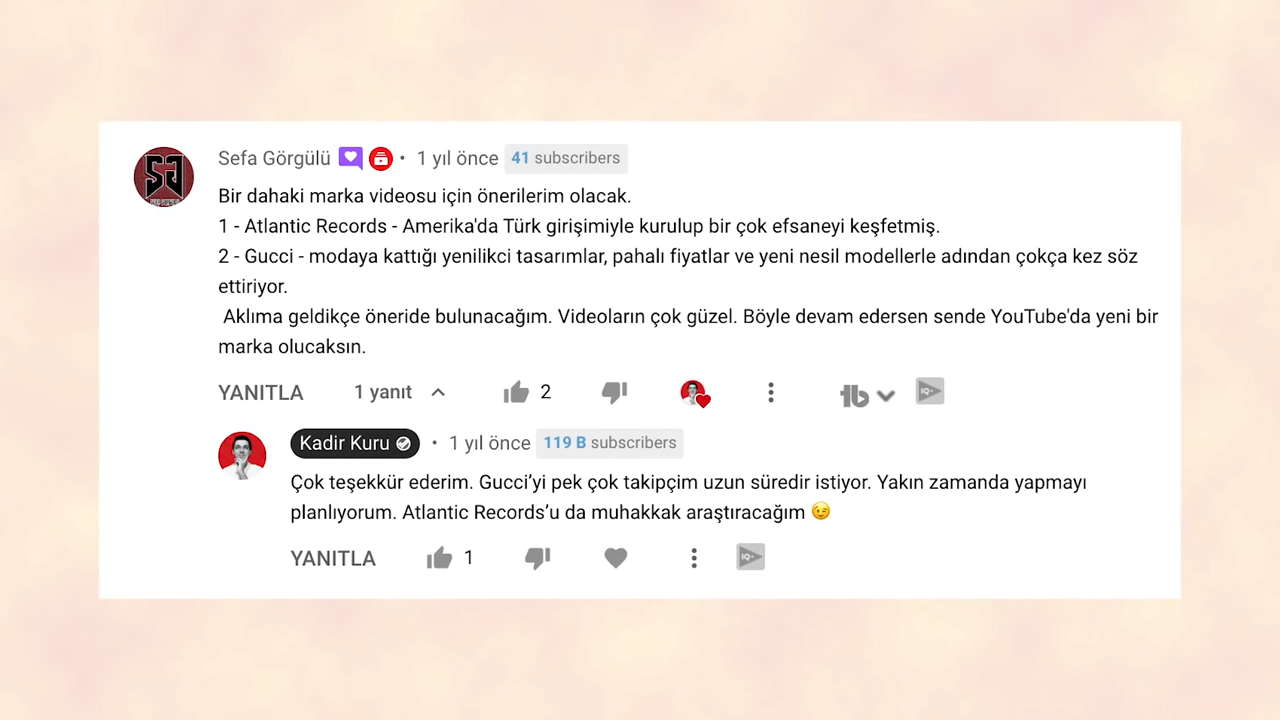 Sefa Görgülü • 1 yıl önce 41 subscribers
Bir dahaki marka videosu için önerilerim olacak.
1 - Atlantic Records - Amerika'da Türk girişimiyle kurulup bir çok efsaneyi keşfetmiş.
2 - Gucci - modaya kattığı yenilikci tasarımlar, pahalı fiyatlar ve yeni nesil modellerle adından çokça kez söz
ettiriyor.
Aklıma geldikçe öneride bulunacağım. Videoların çok güzel. Böyle devam edersen sende YouTube'da yeni bir
marka olucaksın.
YANITLA 1 yanıt 2
Kadir Kuru • 1 yıl önce 119 B subscribers
Çok teşekkür ederim. Gucci’yi pek çok takipçim uzun süredir istiyor. Yakın zamanda yapmayı
planlıyorum. Atlantic Records’u da muhakkak araştıracağım 😉
YANITLA 1